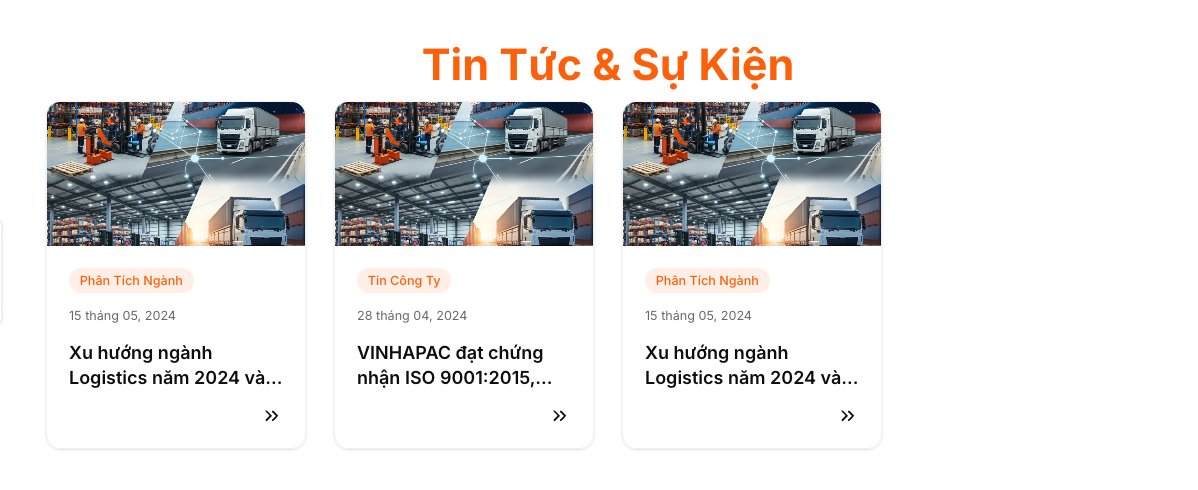 Tin Tức & Sự Kiện
Phân Tích Ngành
15 tháng 05, 2024
Xu hướng ngành
Logistics năm 2024 và...
Tin Công Ty
28 tháng 04, 2024
VINHAPAC đạt chứng
nhận ISO 9001:2015,...
Phân Tích Ngành
15 tháng 05, 2024
Xu hướng ngành
Logistics năm 2024 và...